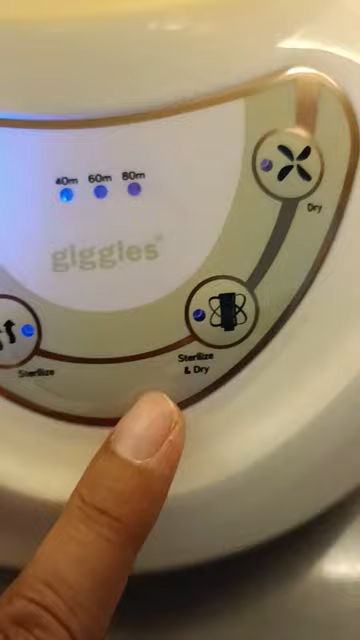 40m 60m 80m
giggles
Dry
Sterilize
& Dry
Sterilize